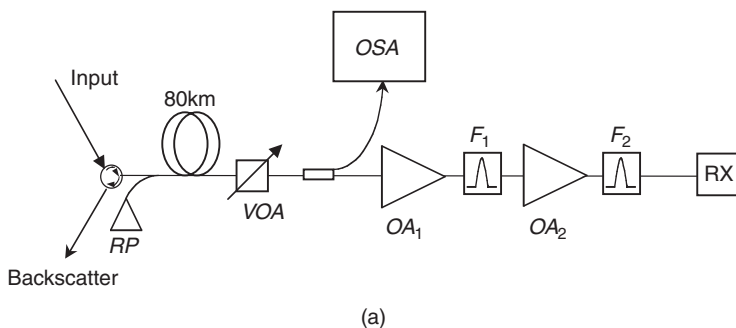 OSA
Input
80km
F1
F2
RX
VOA
OA1
OA2
RP
Backscatter
(a)